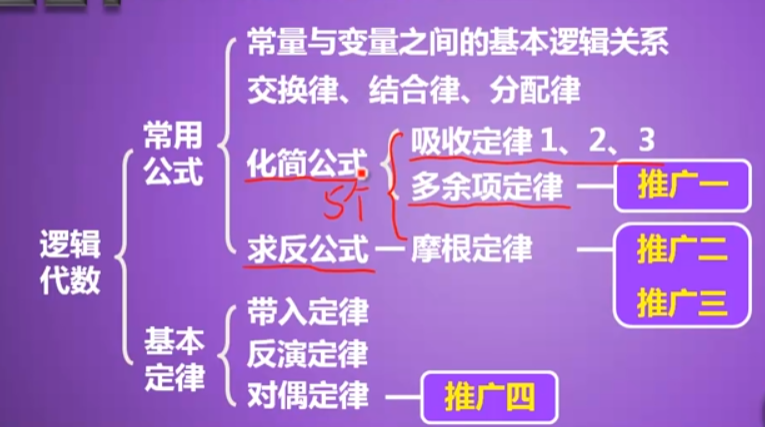 常量与变量之间的基本逻辑关系
交换律、结合律、分配律
常用
公式
化简公式
吸收定律 1、2、3
多余项定律
推广一
5个
逻辑
代数
求反公式
摩根定律
推广二
推广三
基本
定律
带入定律
反演定律
对偶定律
推广四